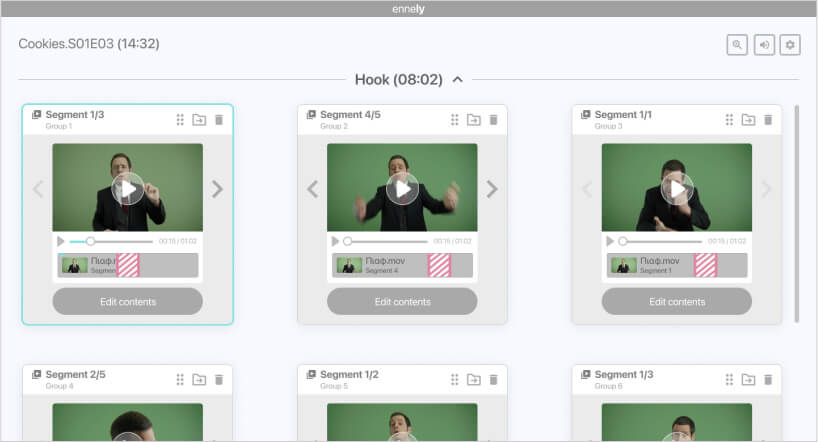 ennely
Cookies.S01E03 (14:32)
Hook (08:02)
Segment 1/3
Group 1
00:15 / 01:02
Πιαφ.m
Segmen
Edit contents
Segment 4/5
Group 2
00:15 / 01:02
Πιαφ.mov
Segment 4
Edit contents
Segment 1/1
Group 3
00:15 / 01:02
Πιαφ.mov
Segment 1
Edit contents
Segment 2/5
Group 4
Segment 1/2
Group 5
Segment 1/3
Group 6